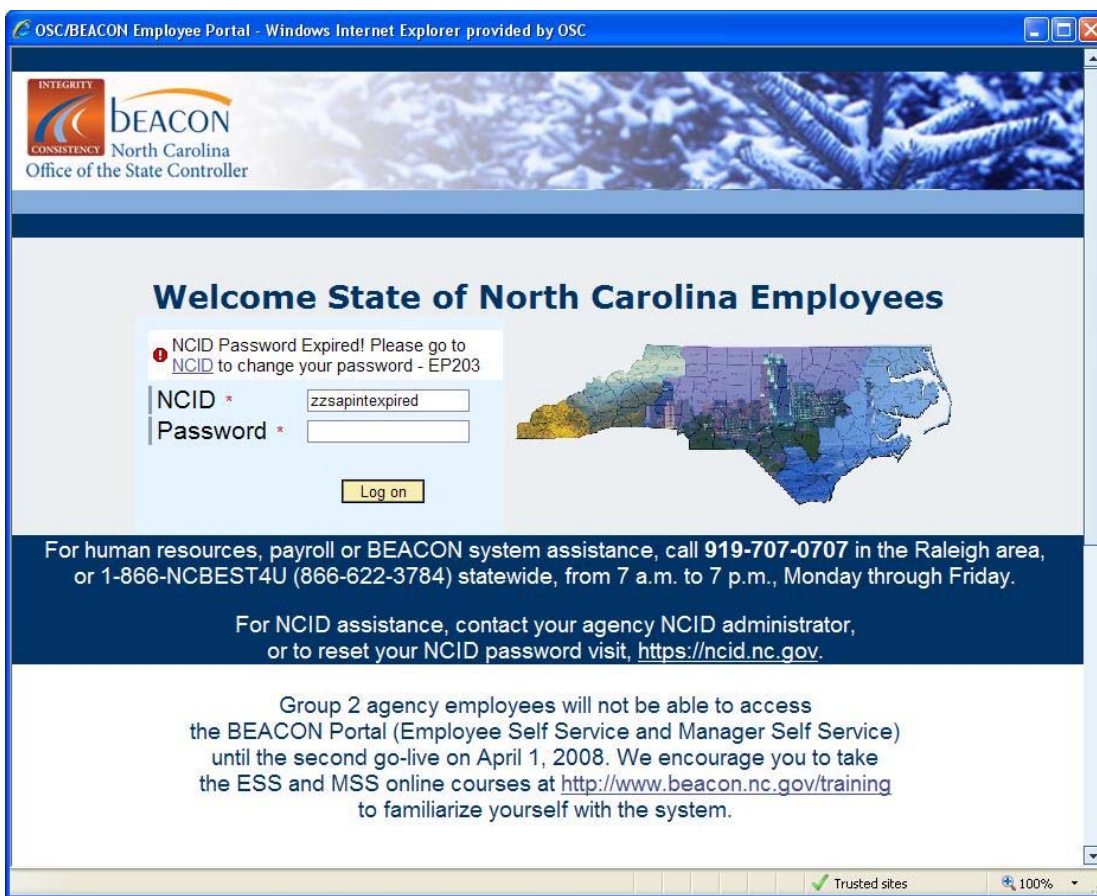 OSC/BEACON Employee Portal - Windows Internet Explorer provided by OSC
INTEGRITY
CONSISTENCY
bEACON
North Carolina
Office of the State Controller
Welcome State of North Carolina Employees
NCID Password Expired! Please go to
NCID to change your password - EP203
NCID *
zzsapintexpired
Password *
Log on
For human resources, payroll or BEACON system assistance, call 919-707-0707 in the Raleigh area,
or 1-866-NCBEST4U (866-622-3784) statewide, from 7 a.m. to 7 p.m., Monday through Friday.
For NCID assistance, contact your agency NCID administrator,
or to reset your NCID password visit, https://ncid.nc.gov.
Group 2 agency employees will not be able to access
the BEACON Portal (Employee Self Service and Manager Self Service)
until the second go-live on April 1, 2008. We encourage you to take
the ESS and MSS online courses at http://www.beacon.nc.gov/training
to familiarize yourself with the system.
Trusted sites
100%